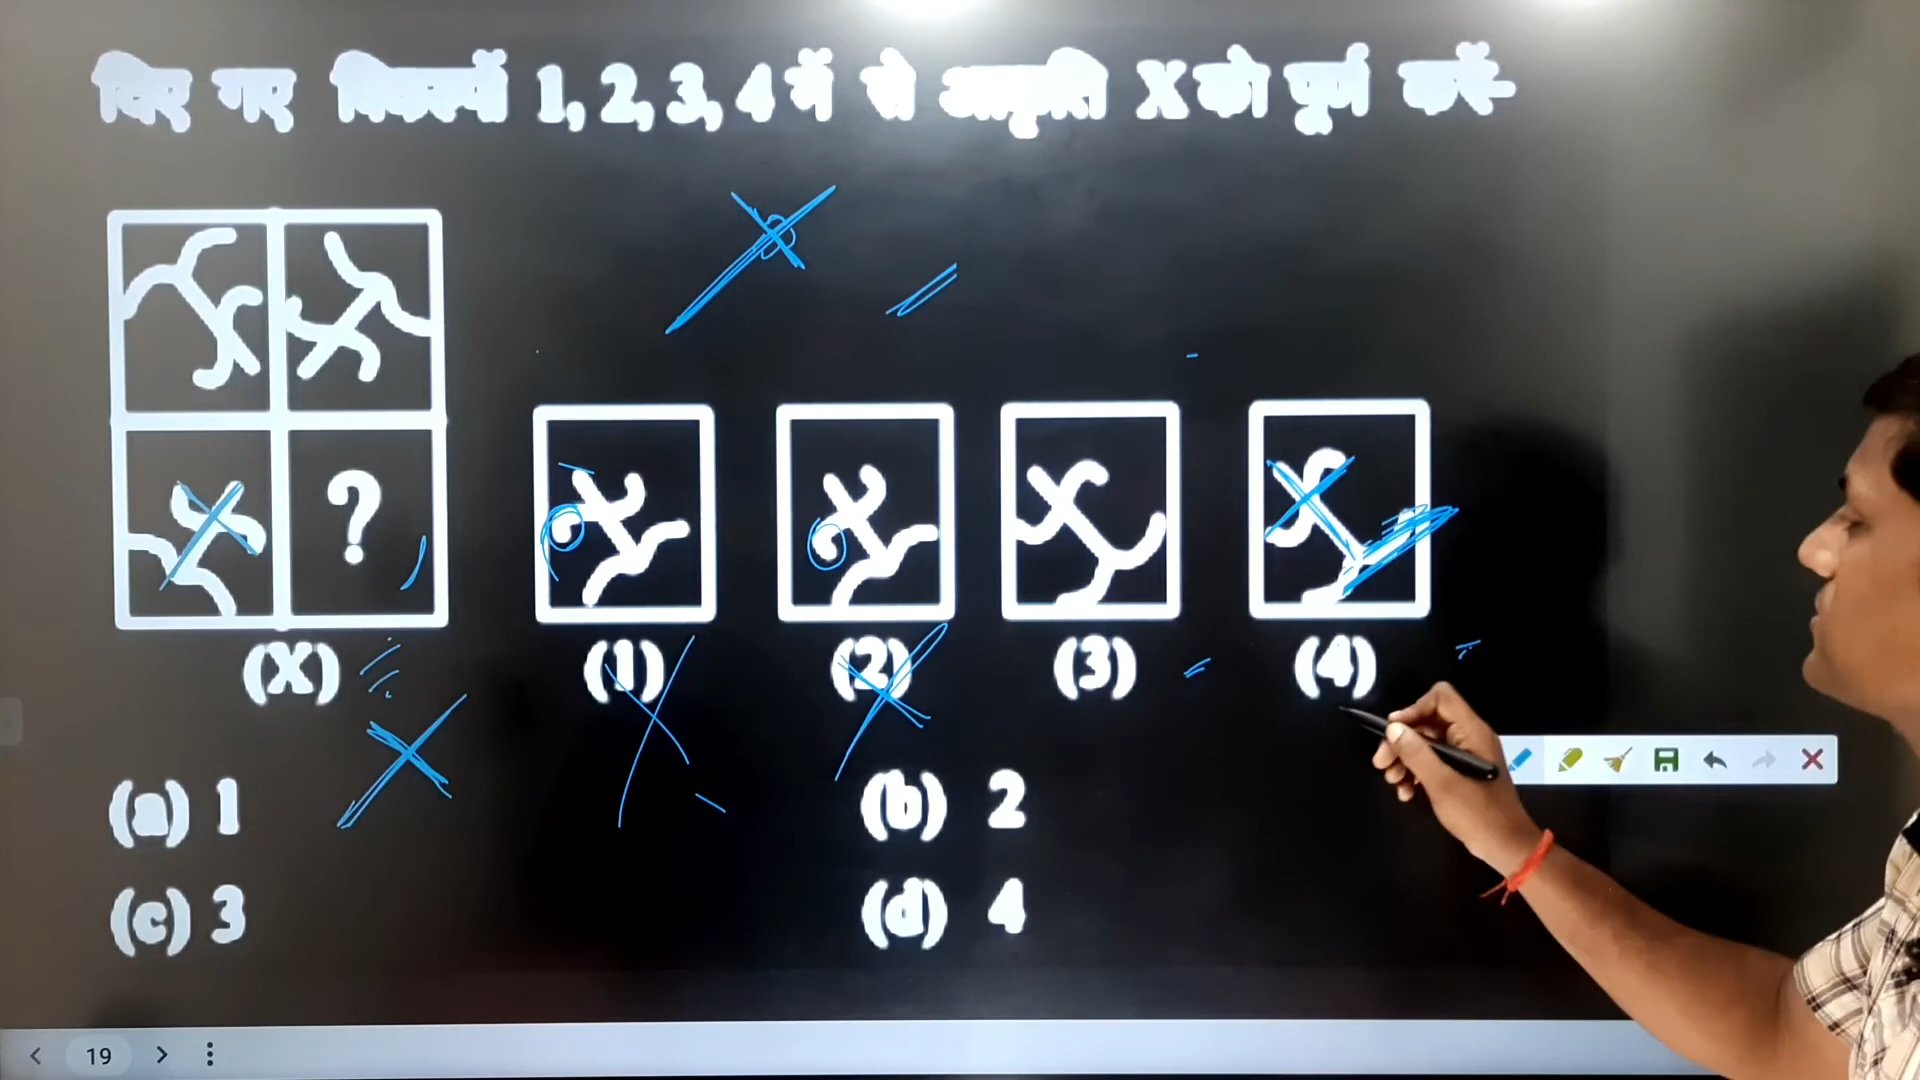 दिए गए विकल्पों 1, 2, 3, 4 में से आकृति X को पूर्ण करें-
?
(X) (1) (2) (3) (4)
(a) 1 (b) 2
(c) 3 (d) 4
19